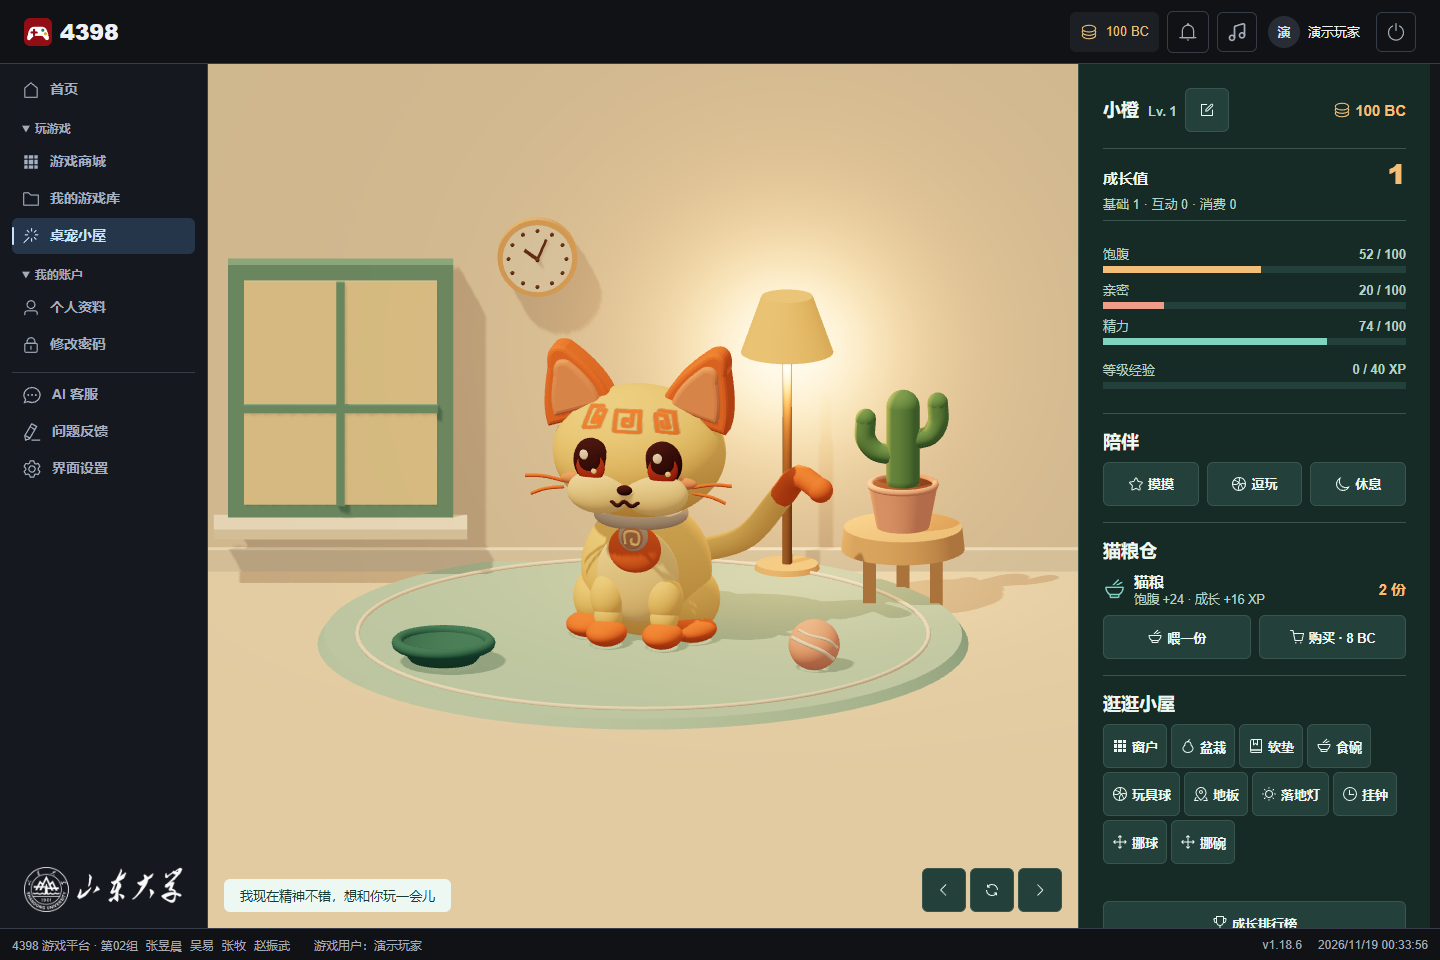 4398
100 BC
演
演示玩家
首页
玩游戏
游戏商城
我的游戏库
桌宠小屋
我的账户
个人资料
修改密码
AI 客服
问题反馈
界面设置
山东大学
1901
我现在精神不错，想和你玩一会儿
小橙 Lv. 1
100 BC
成长值
1
基础 1 · 互动 0 · 消费 0
饱腹 52 / 100
亲密 20 / 100
精力 74 / 100
等级经验 0 / 40 XP
陪伴
摸摸 逗玩 休息
猫粮仓
猫粮
饱腹 +24 · 成长 +16 XP
2 份
喂一份 购买 · 8 BC
逛逛小屋
窗户 盆栽 软垫 食碗
玩具球 地板 落地灯 挂钟
挪球 挪碗
成长排行榜
4398 游戏平台 · 第02组 张昱晨 吴易 张牧 赵振武 游戏用户：演示玩家
v1.18.6 2026/11/19 00:33:56